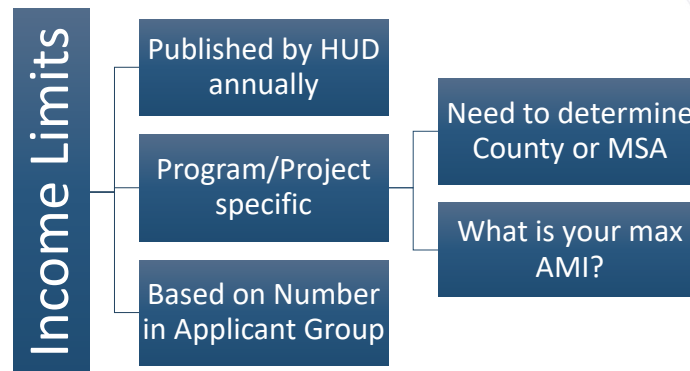 Income Limits
Published by HUD
annually
Program/Project
specific
Based on Number
in Applicant Group
Need to determine
County or MSA
What is your max
AMI?